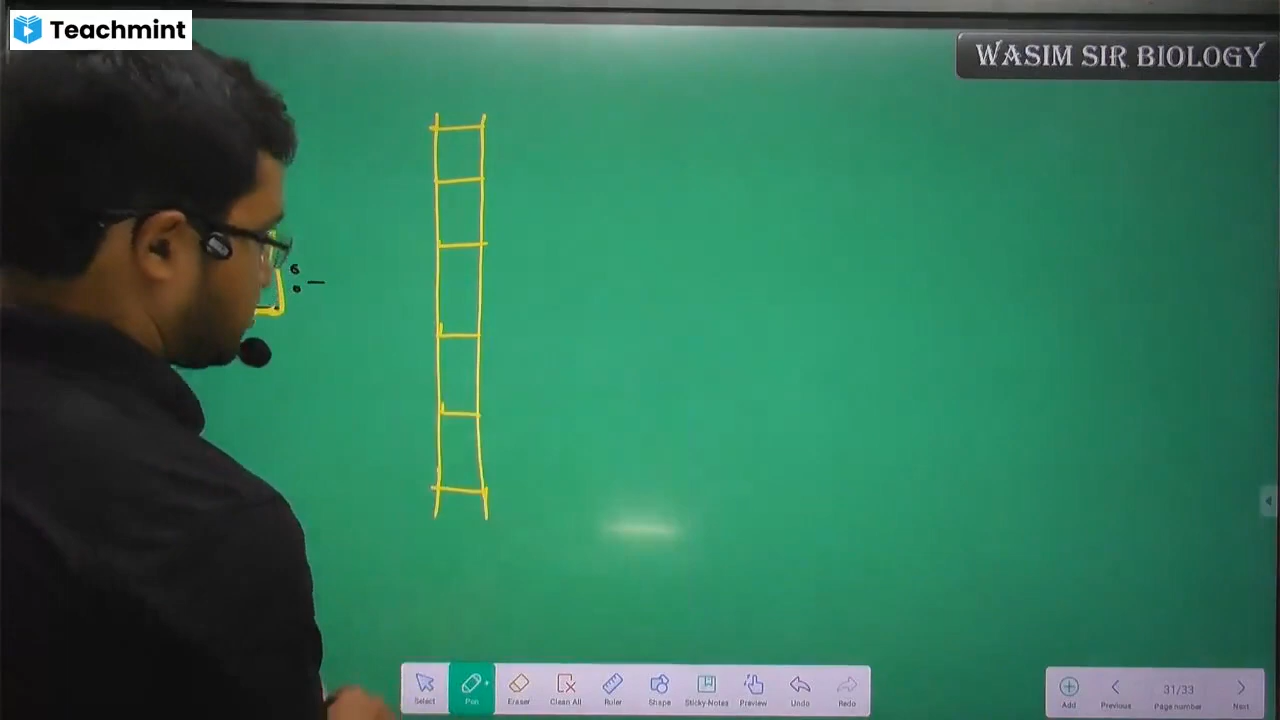 Teachmint
WASIM SIR BIOLOGY
6
Select
Pen
Eraser
Clean All
Ruler
Shape
Sticky-Notes
Preview
Undo
Redo
Add
Previous
31/33
Page number
Next